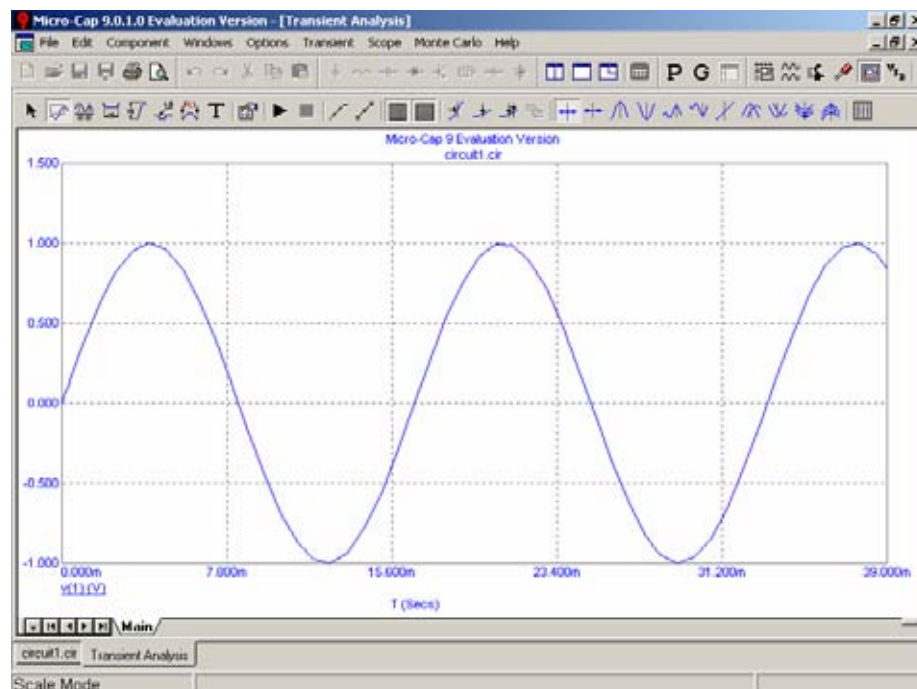 Micro-Cap 9.0.1.0 Evaluation Version - [Transient Analysis]
File Edit Component Windows Options Transient Scope Monte Carlo Help
P G
T
Micro-Cap 9 Evaluation Version
circuit1.cir
1.500
1.000
0.500
0.000
-0.500
-1.000
0.000m 7.000m 15.600m 23.400m 31.200m 39.000m
v(1) (V)
T (Secs)
Main
circuit1.cir Transient Analysis
Scale Mode